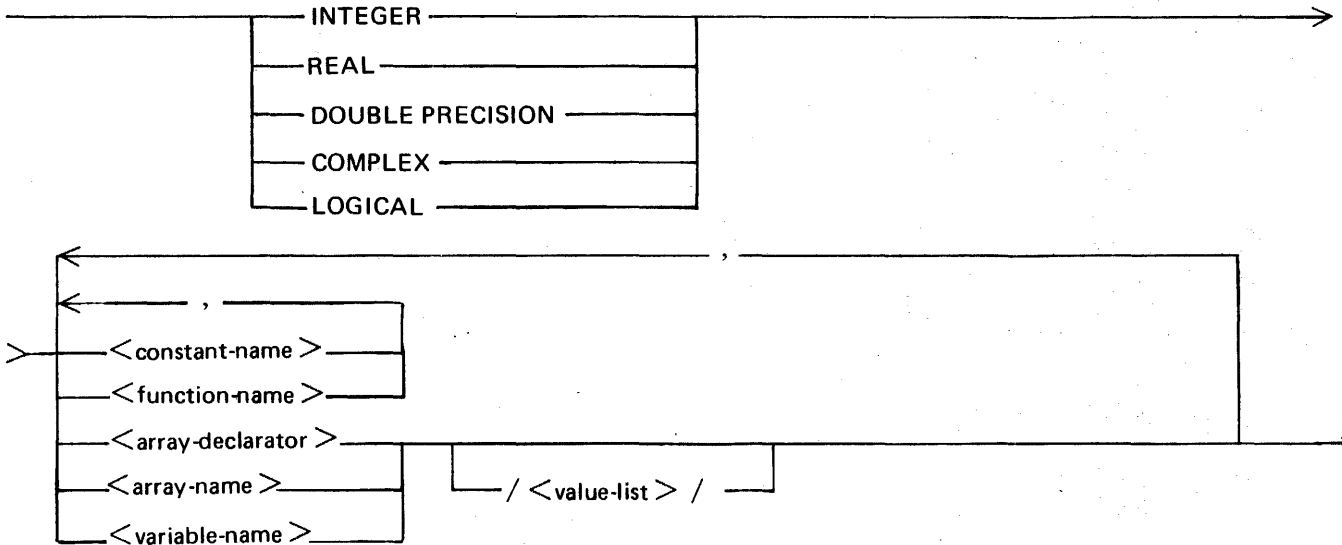 INTEGER
REAL
DOUBLE PRECISION
COMPLEX
LOGICAL
,
,
<constant-name>
<function-name>
<array-declarator>
<array-name>
/ <value-list> /
<variable-name>